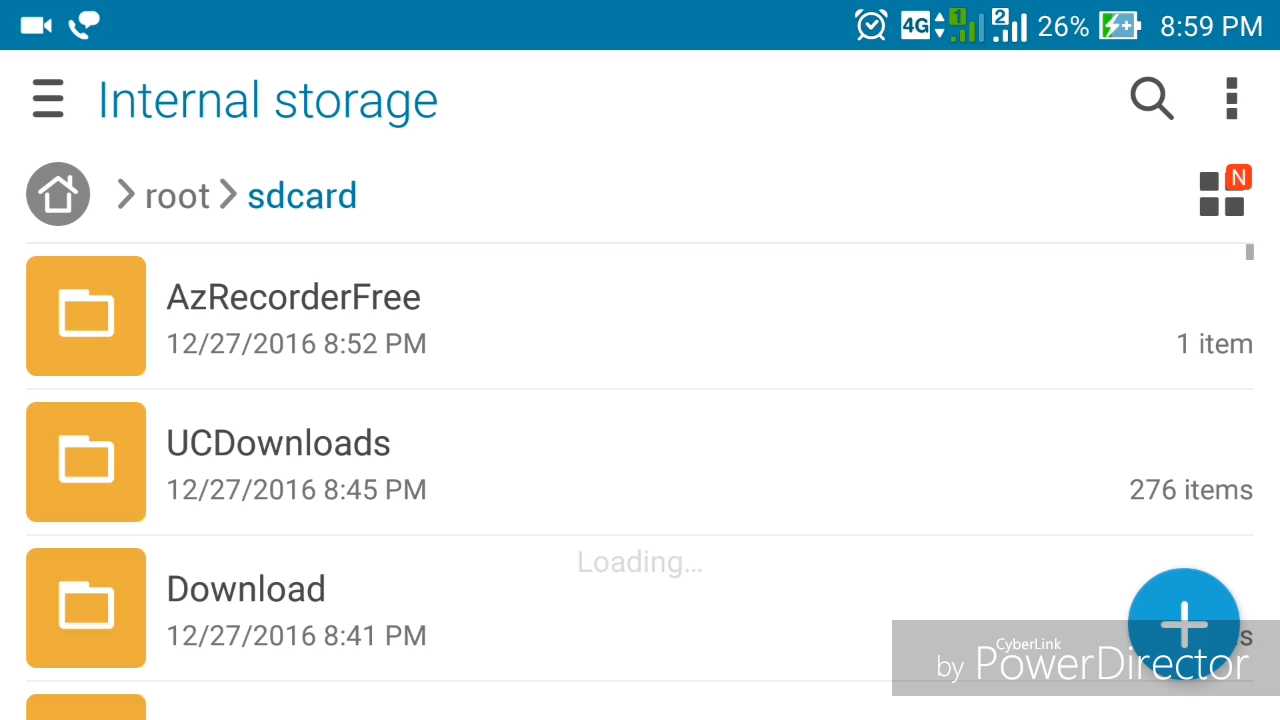 4G 1 2 26% 8:59 PM
Internal storage
root sdcard
N
AzRecorderFree
12/27/2016 8:52 PM
1 item
UCDownloads
12/27/2016 8:45 PM
276 items
Loading...
Download
12/27/2016 8:41 PM
s
CyberLink
by PowerDirector